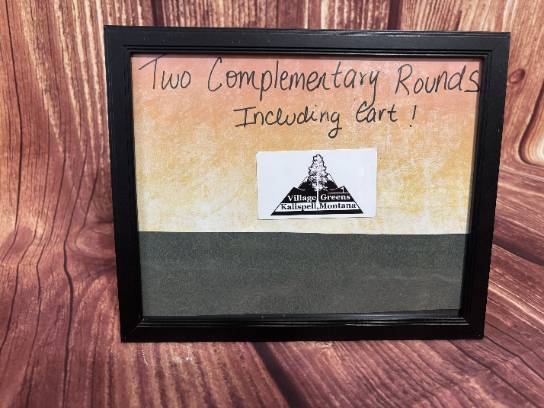 Two Complementary Rounds
Including Cart !
Village Greens
Kalispell, Montana